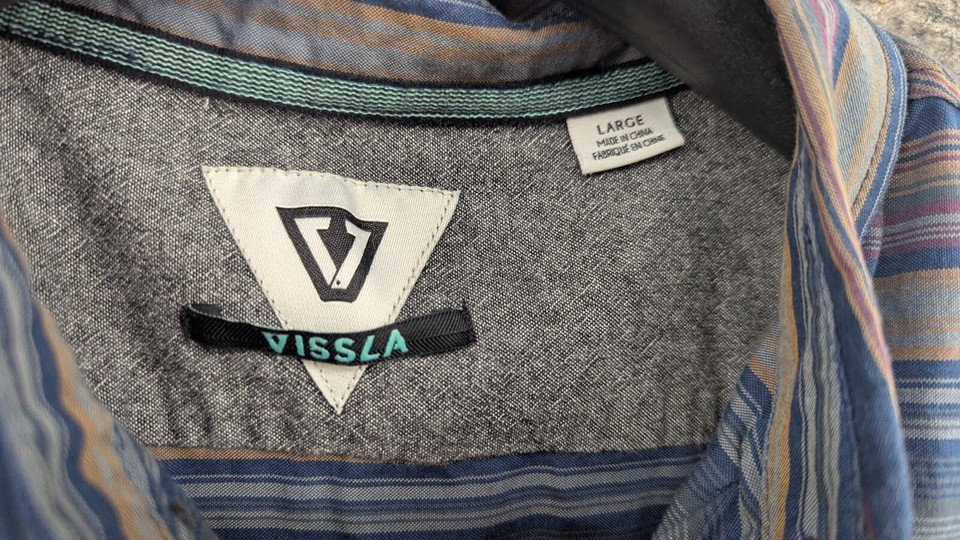 LARGE
MADE IN CHINA
FABRIQUÉ EN CHINE
VISSLA